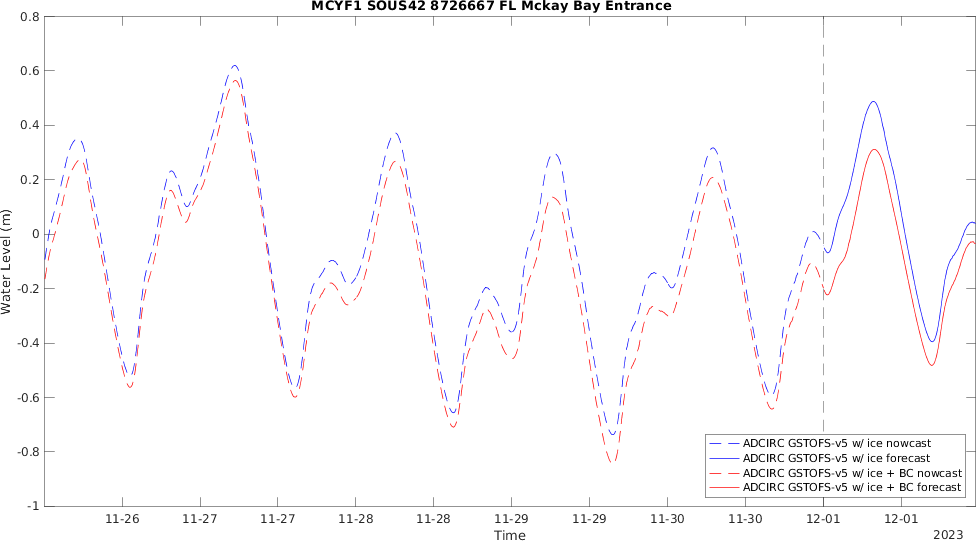 MCYF1 SOUS42 8726667 FL Mckay Bay Entrance
Water Level (m)
0.8
0.6
0.4
0.2
0
-0.2
-0.4
-0.6
-0.8
-1
ADCIRC GSTOFS-v5 w/ ice nowcast
ADCIRC GSTOFS-v5 w/ ice forecast
ADCIRC GSTOFS-v5 w/ ice + BC nowcast
ADCIRC GSTOFS-v5 w/ ice + BC forecast
11-26 11-27 11-27 11-28 11-28 11-29 11-29 11-30 11-30 12-01 12-01
Time
2023